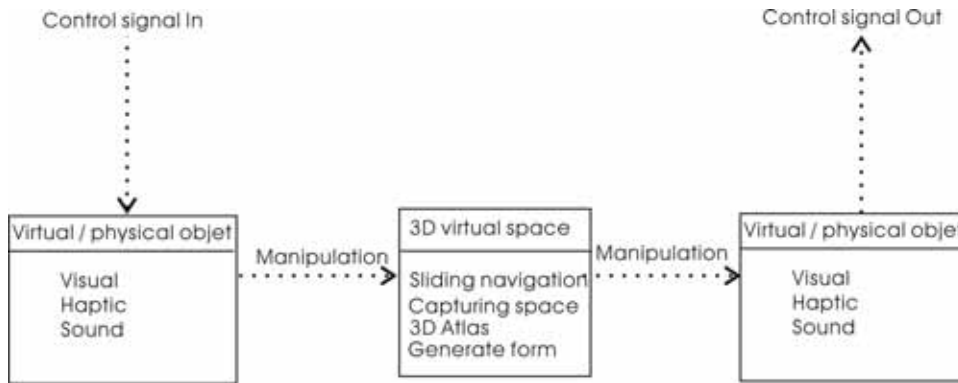 Control signal In
Control signal Out
Virtual / physical objet
Visual
Haptic
Sound
Manipulation
3D virtual space
Sliding navigation
Capturing space
3D Atlas
Generate form
Manipulation
Virtual / physical objet
Visual
Haptic
Sound